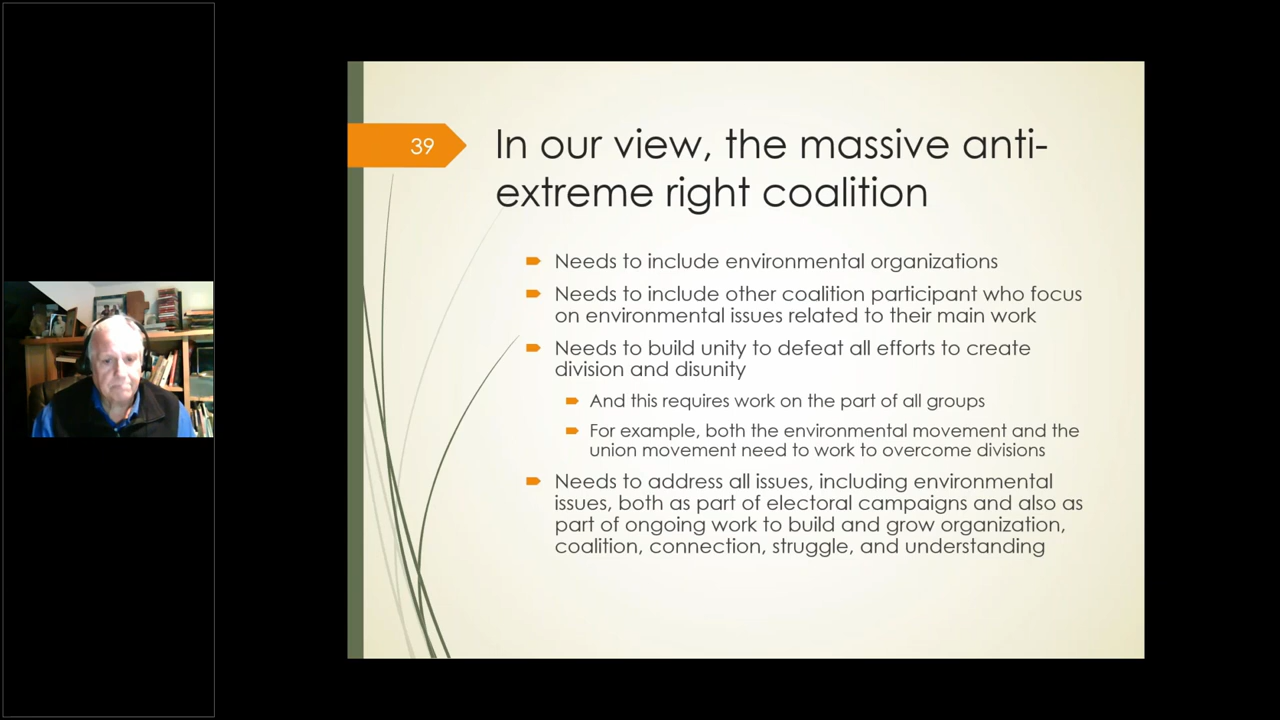 39
In our view, the massive anti-
extreme right coalition
Needs to include environmental organizations
Needs to include other coalition participant who focus
on environmental issues related to their main work
Needs to build unity to defeat all efforts to create
division and disunity
And this requires work on the part of all groups
For example, both the environmental movement and the
union movement need to work to overcome divisions
Needs to address all issues, including environmental
issues, both as part of electoral campaigns and also as
part of ongoing work to build and grow organization,
coalition, connection, struggle, and understanding